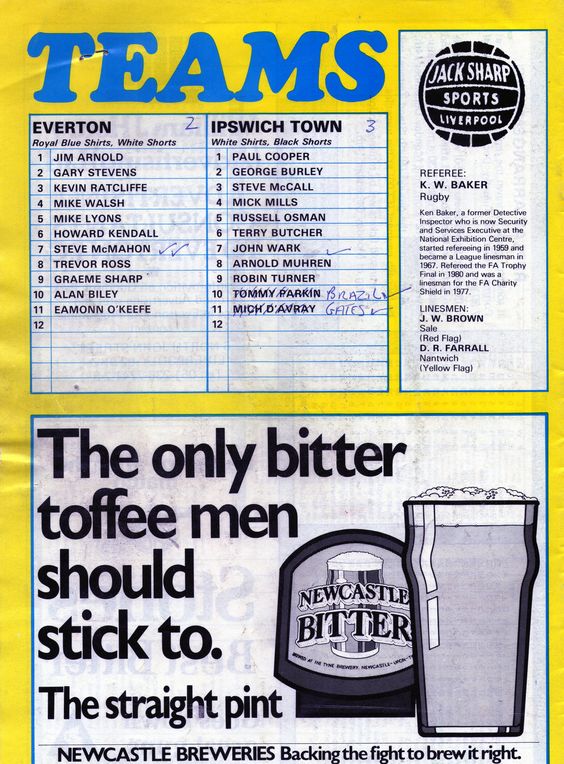 TEAMS
EVERTON 2
Royal Blue Shirts, White Shorts
1 JIM ARNOLD
2 GARY STEVENS
3 KEVIN RATCLIFFE
4 MIKE WALSH
5 MIKE LYONS
6 HOWARD KENDALL
7 STEVE McMAHON ✓✓
8 TREVOR ROSS
9 GRAEME SHARP
10 ALAN BILEY
11 EAMONN O'KEEFE
12
IPSWICH TOWN 3
White Shirts, Black Shorts
1 PAUL COOPER
2 GEORGE BURLEY
3 STEVE McCALL
4 MICK MILLS
5 RUSSELL OSMAN
6 TERRY BUTCHER
7 JOHN WARK ✓
8 ARNOLD MUHREN
9 ROBIN TURNER
10 TOMMY PARKIN BRAZIL ✓
11 MICH D'AVRAY GATES ✓
12
JACK SHARP
SPORTS
LIVERPOOL
REFEREE:
K. W. BAKER
Rugby
Ken Baker, a former Detective
Inspector who is now Security
and Services Executive at the
National Exhibition Centre,
started refereeing in 1959 and
became a League linesman in
1967. Refereed the FA Trophy
Final in 1980 and was a
linesman for the FA Charity
Shield in 1977.
LINESMEN:
J. W. BROWN
Sale
(Red Flag)
D. R. FARRALL
Nantwich
(Yellow Flag)
The only bitter
toffee men
should
stick to.
The straight pint
NEWCASTLE
BITTER
BREWED AT THE TYNE BREWERY, NEWCASTLE-UPON-T
NEWCASTLE BREWERIES Backing the fight to brew it right.